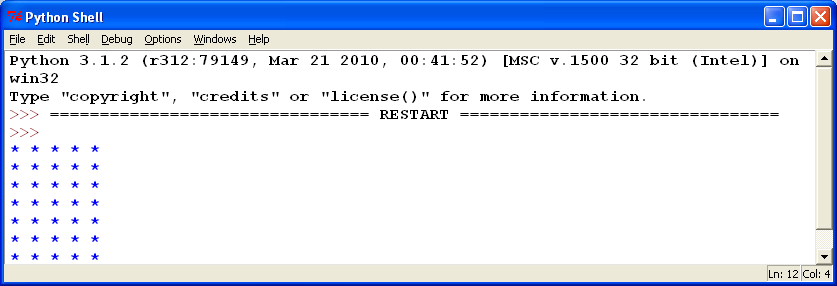 Python Shell
File Edit Shell Debug Options Windows Help
Python 3.1.2 (r312:79149, Mar 21 2010, 00:41:52) [MSC v.1500 32 bit (Intel)] on
win32
Type "copyright", "credits" or "license()" for more information.
>>> ================================ RESTART ================================
>>>
* * * * *
* * * * *
* * * * *
* * * * *
* * * * *
* * * * *
* * * * *
Ln: 12 Col: 4